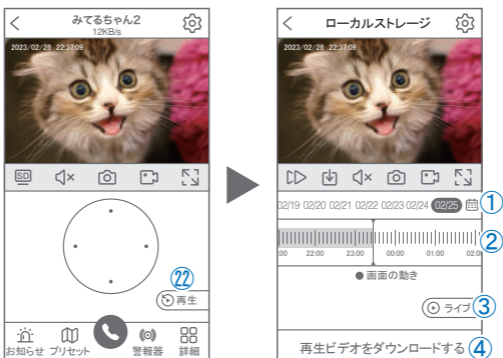 みてるちゃん2
12KB/s
2023/02/26 22:37:09
SD
㉒
再生
お知らせ プリセット 警報器 詳細
ローカルストレージ
2023/02/26 22:37:09
02/19 02/20 02/21 02/22 02/23 02/24 02/25 ①
②
:00 22:00 23:00 00:00 01:00 02:0
●画面の動き
ライブ ③
再生ビデオをダウンロードする ④